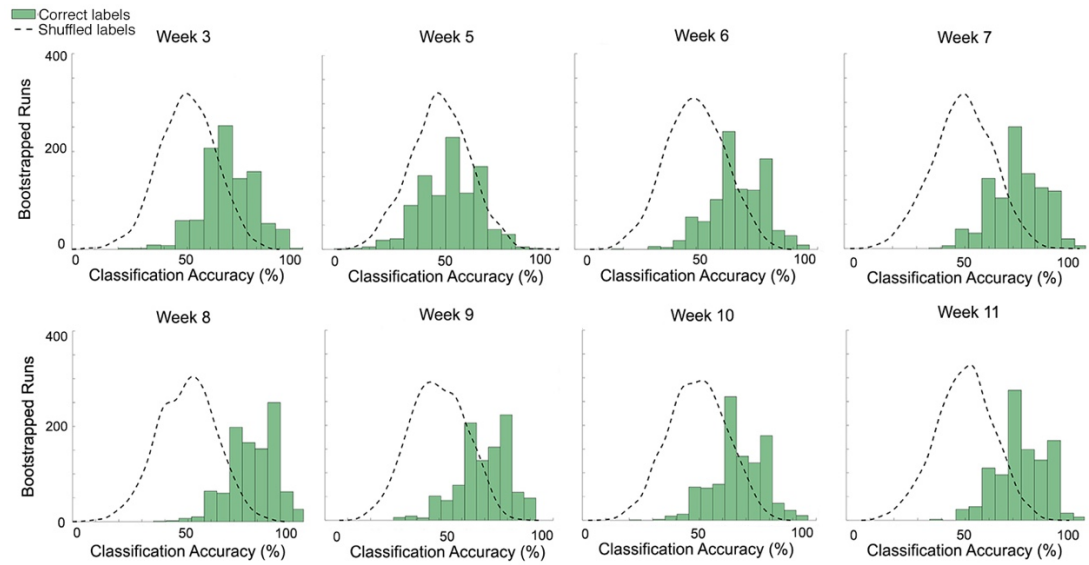 Correct labels
Shuffled labels
Week 3
Week 5
Week 6
Week 7
400
200
0
Bootstrapped Runs
0 50 100
0 50 100
0 50 100
0 50 100
Classification Accuracy (%)
Classification Accuracy (%)
Classification Accuracy (%)
Classification Accuracy (%)
Week 8
Week 9
Week 10
Week 11
400
200
0
Bootstrapped Runs
0 50 100
0 50 100
0 50 100
0 50 100
Classification Accuracy (%)
Classification Accuracy (%)
Classification Accuracy (%)
Classification Accuracy (%)